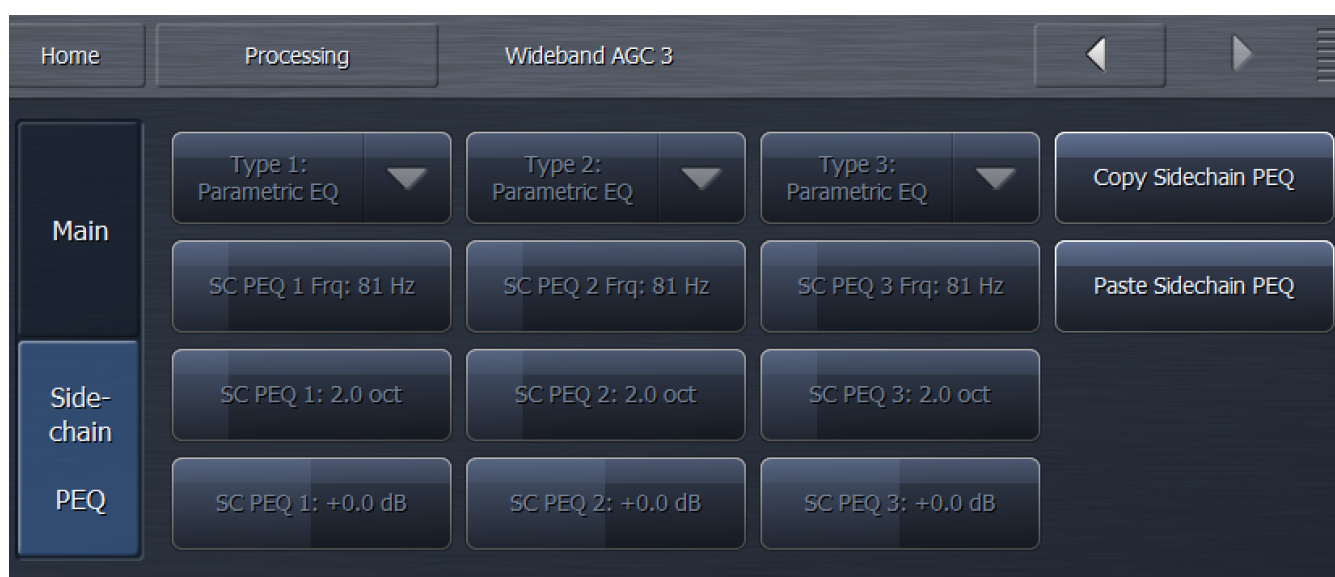 Home
Processing
Wideband AGC 3
Main
Side-
chain
PEQ
Type 1:
Parametric EQ
Type 2:
Parametric EQ
Type 3:
Parametric EQ
Copy Sidechain PEQ
SC PEQ 1 Frq: 81 Hz
SC PEQ 2 Frq: 81 Hz
SC PEQ 3 Frq: 81 Hz
Paste Sidechain PEQ
SC PEQ 1: 2.0 oct
SC PEQ 2: 2.0 oct
SC PEQ 3: 2.0 oct
SC PEQ 1: +0.0 dB
SC PEQ 2: +0.0 dB
SC PEQ 3: +0.0 dB